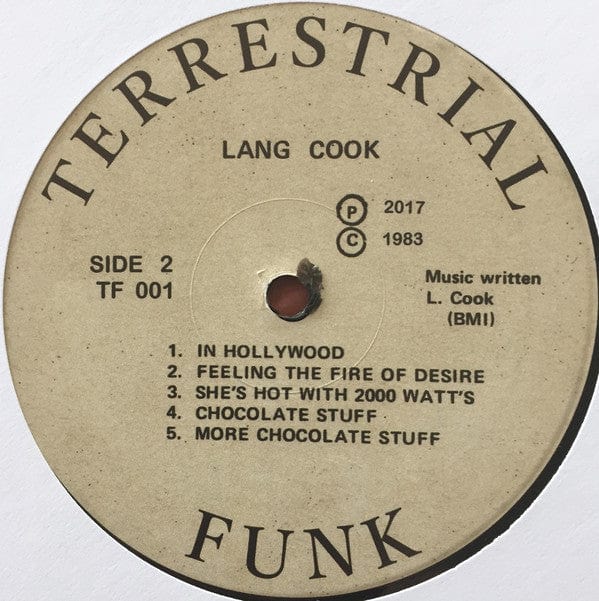 TERRESTRIAL
LANG COOK
Ⓟ 2017
Ⓒ 1983
SIDE 2
TF 001
Music written
L. Cook
(BMI)
1. IN HOLLYWOOD
2. FEELING THE FIRE OF DESIRE
3. SHE'S HOT WITH 2000 WATT'S
4. CHOCOLATE STUFF
5. MORE CHOCOLATE STUFF
FUNK